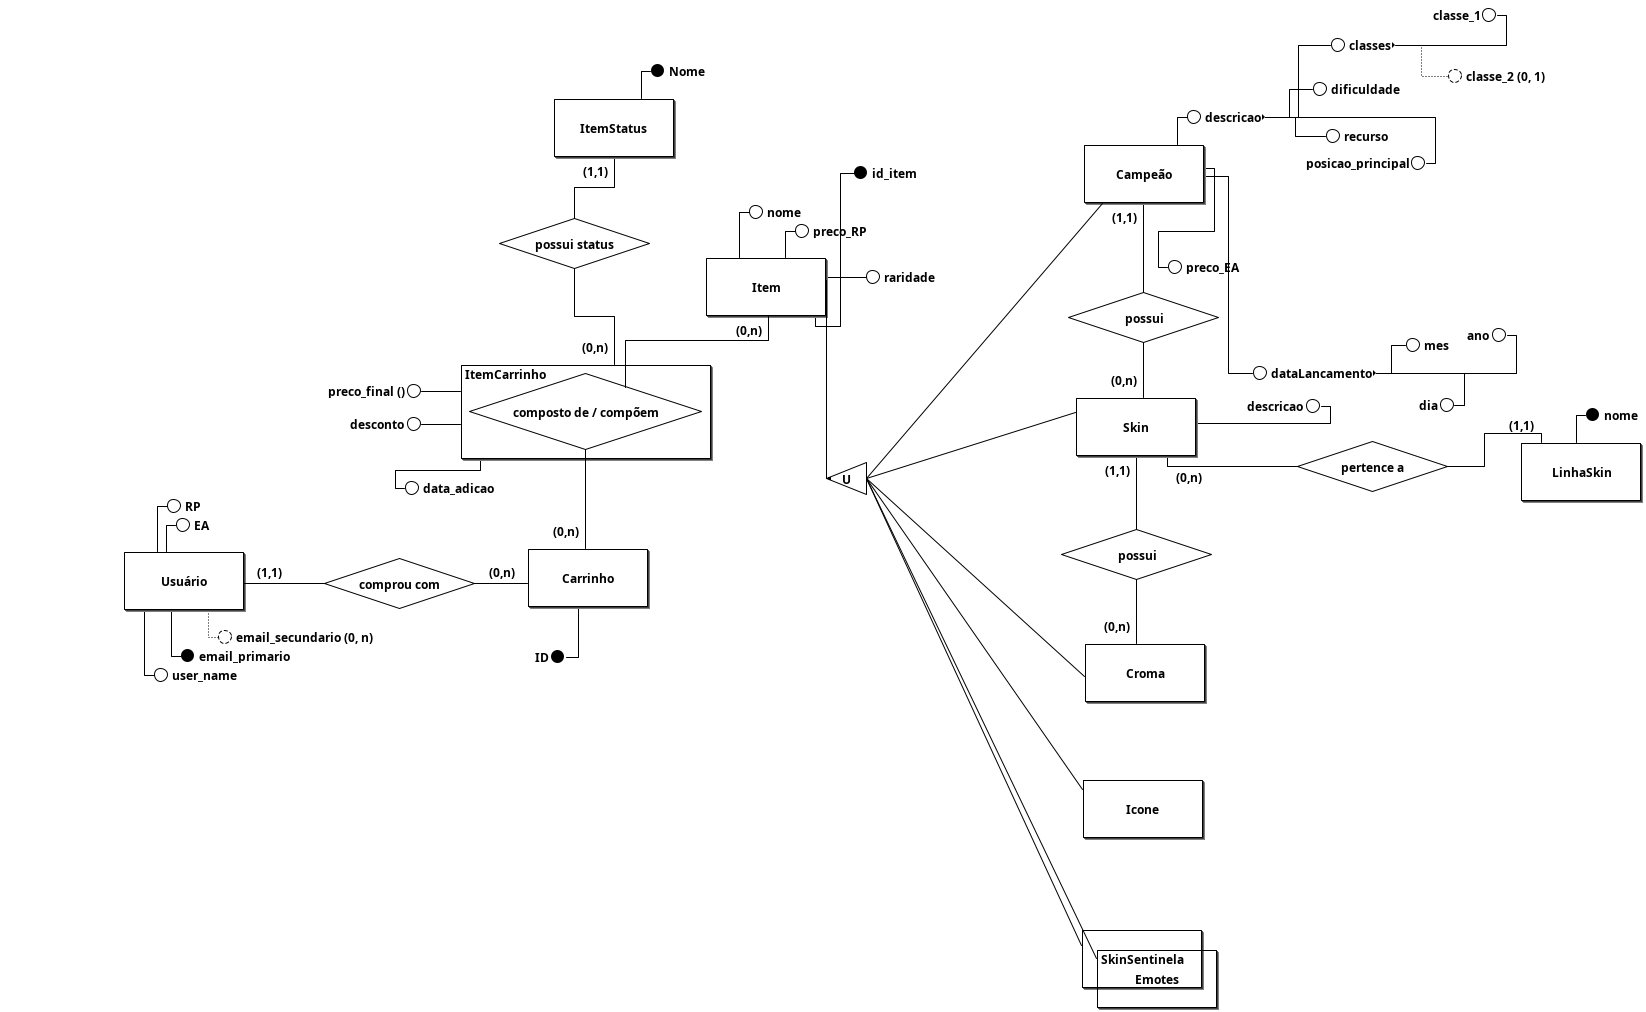 classe_1
classes
classe_2 (0, 1)
Nome
dificuldade
descricao
ItemStatus
recurso
posicao_principal
(1,1)
id_item
Campeão
nome
(1,1)
preco_RP
possui status
preco_EA
raridade
Item
possui
(0,n)
ano
mes
(0,n)
dataLancamento
ItemCarrinho
(0,n)
preco_final ()
composto de / compõem
descricao
dia
nome
desconto
Skin
(1,1)
pertence a
LinhaSkin
(1,1)
(0,n)
U
data_adicao
RP
EA
(0,n)
possui
Usuário
(1,1)
comprou com
(0,n)
Carrinho
(0,n)
email_secundario (0, n)
email_primario
ID
user_name
Croma
Icone
SkinSentinela
Emotes